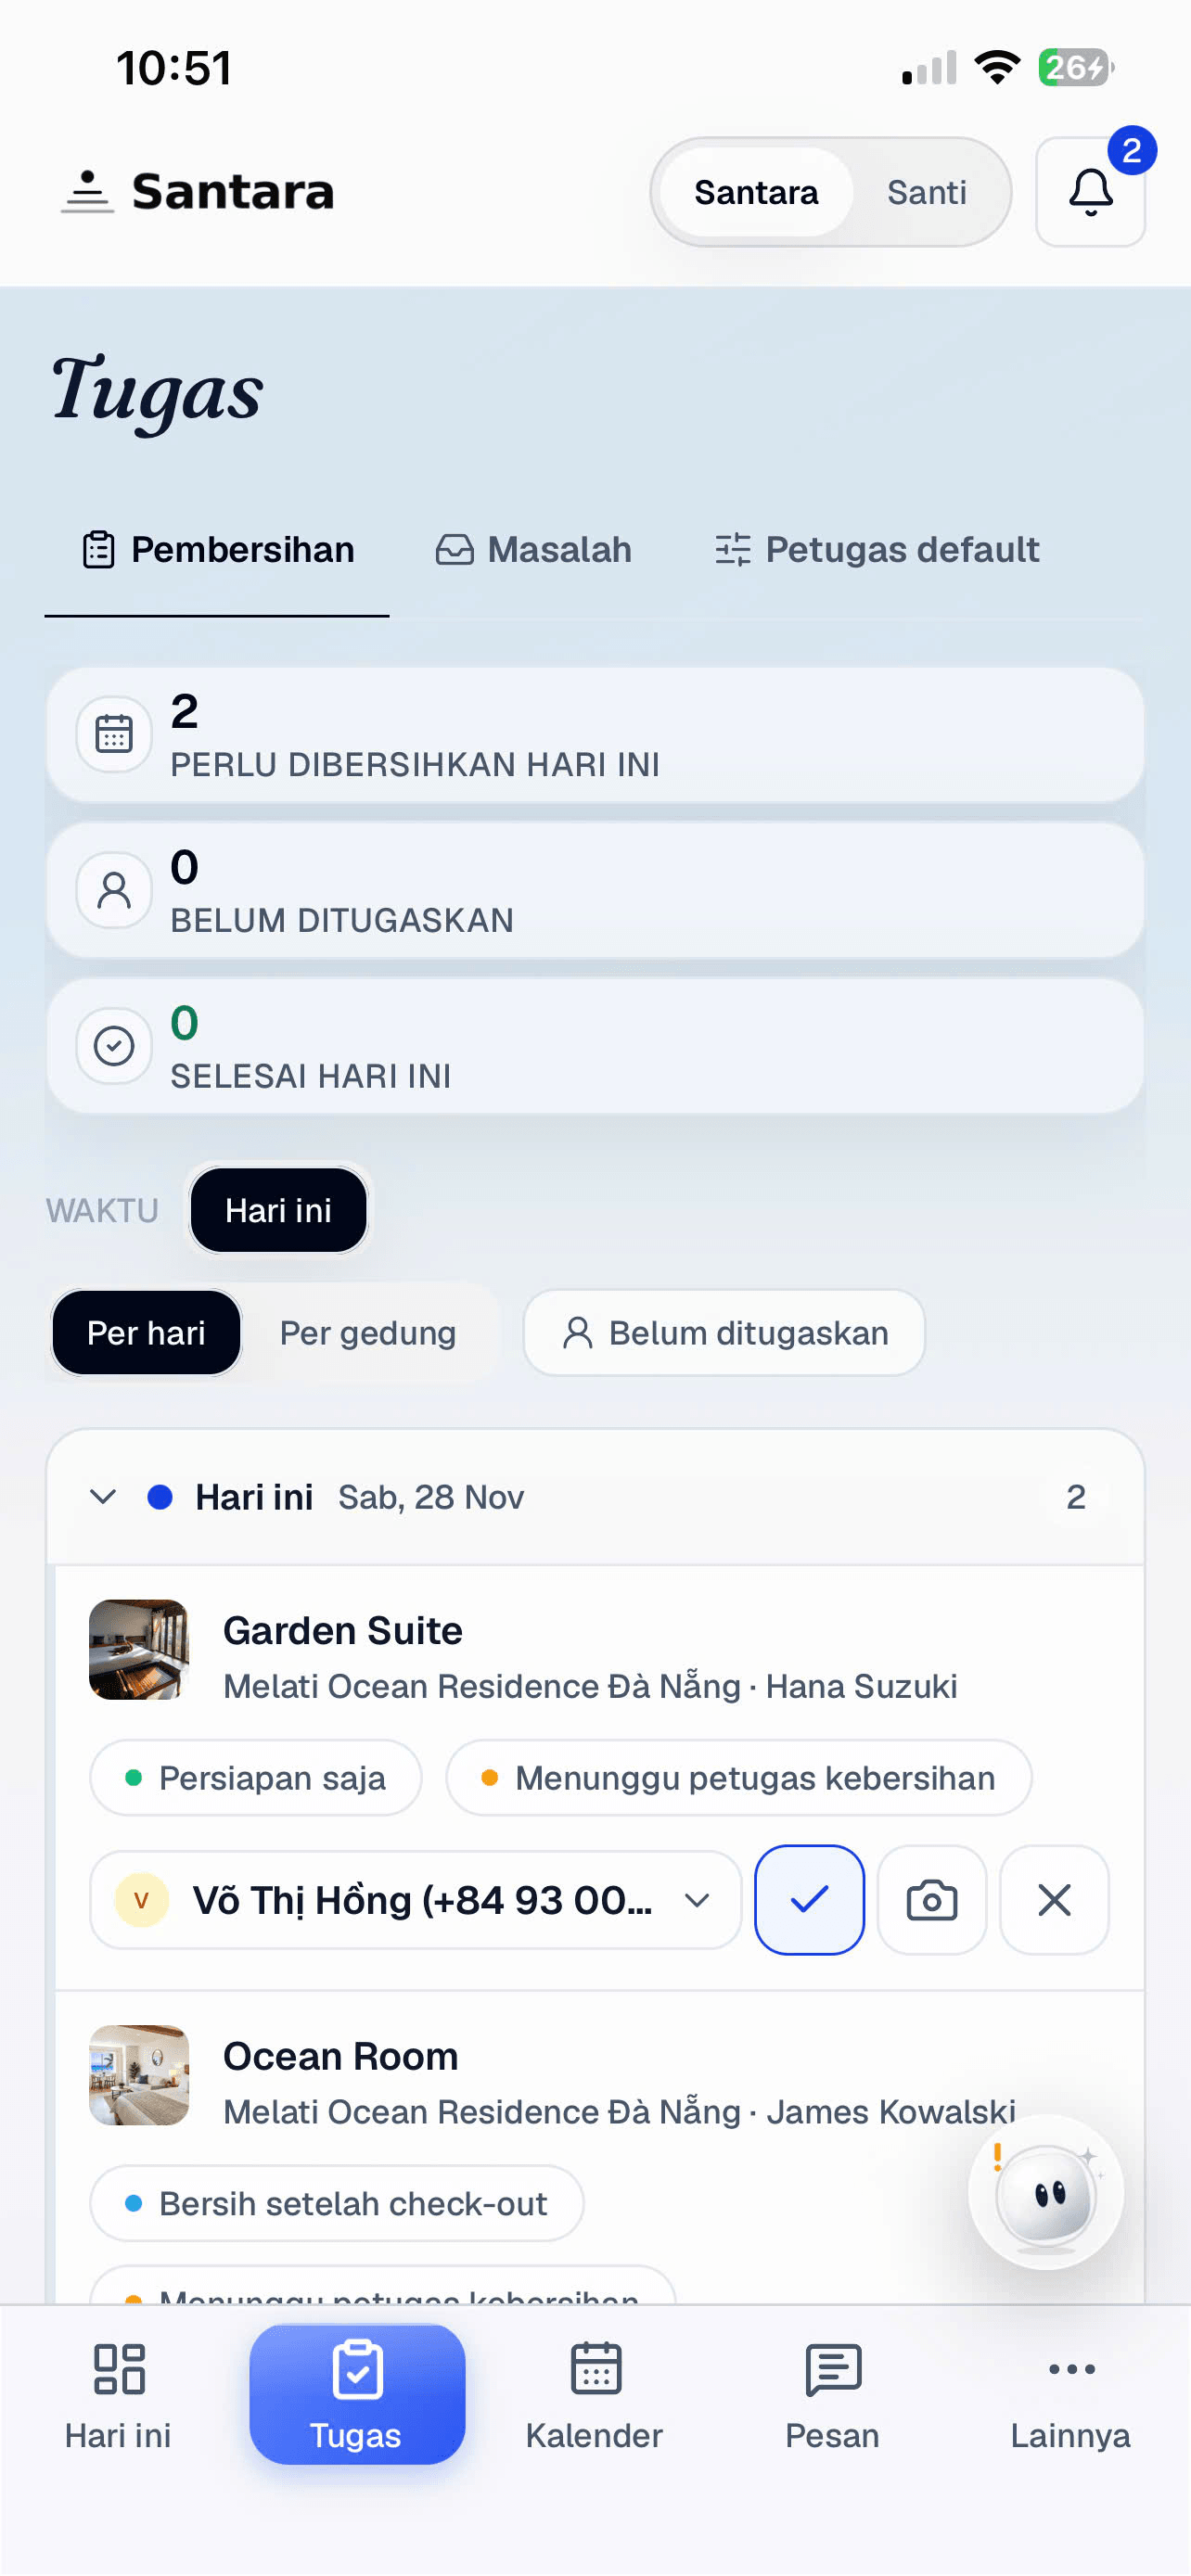 10:51
26
Santara
Santara
Santi
2
Tugas
Pembersihan
Masalah
Petugas default
2
PERLU DIBERSIHKAN HARI INI
0
BELUM DITUGASKAN
0
SELESAI HARI INI
WAKTU
Hari ini
Per hari
Per gedung
Belum ditugaskan
Hari ini Sab, 28 Nov
2
Garden Suite
Melati Ocean Residence Đà Nẵng · Hana Suzuki
Persiapan saja
Menunggu petugas kebersihan
V
Võ Thị Hồng (+84 93 00...
Ocean Room
Melati Ocean Residence Đà Nẵng · James Kowalski
!
Bersih setelah check-out
Menunggu petugas kebersihan
Hari ini
Tugas
Kalender
Pesan
Lainnya